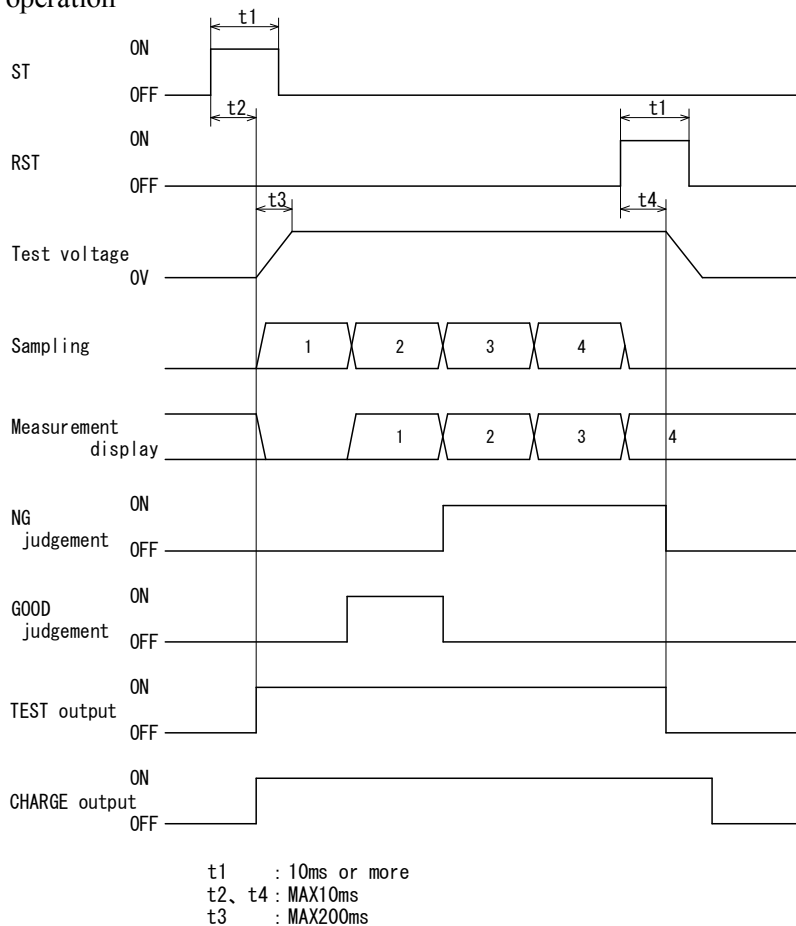 operation
t1
ON
ST
OFF
t2
t1
ON
RST
OFF
t3
t4
Test voltage
0V
Sampling
1 2 3 4
Measurement
display
1 2 3 4
ON
NG
judgement
OFF
ON
GOOD
judgement
OFF
ON
TEST output
OFF
ON
CHARGE output
OFF
t1 : 10ms or more
t2、t4 : MAX10ms
t3 : MAX200ms